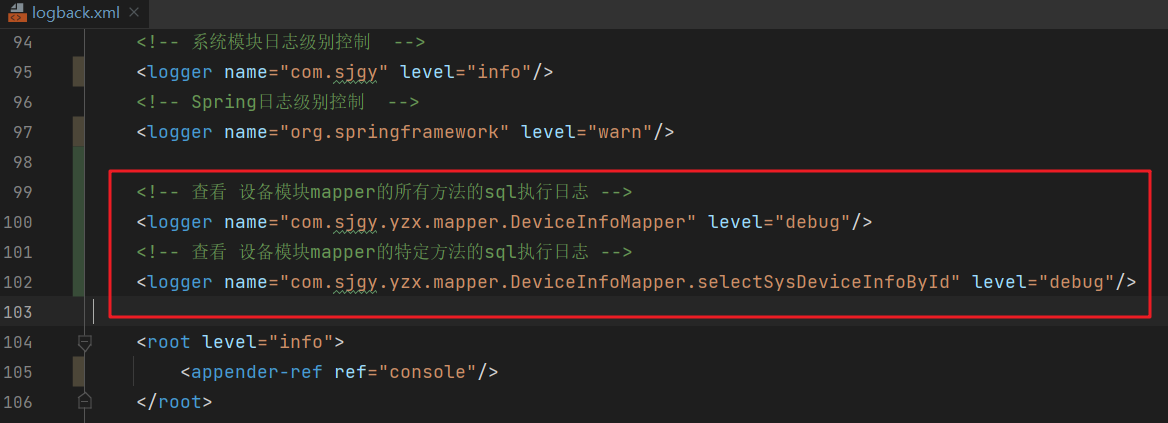 logback.xml
94 <!-- 系统模块日志级别控制  -->
95 <logger name="com.sjgy" level="info"/>
96 <!-- Spring日志级别控制  -->
97 <logger name="org.springframework" level="warn"/>
98
99 <!-- 查看 设备模块mapper的所有方法的sql执行日志 -->
100 <logger name="com.sjgy.yzx.mapper.DeviceInfoMapper" level="debug"/>
101 <!-- 查看 设备模块mapper的特定方法的sql执行日志 -->
102 <logger name="com.sjgy.yzx.mapper.DeviceInfoMapper.selectSysDeviceInfoById" level="debug"/>
103
104 <root level="info">
105 <appender-ref ref="console"/>
106 </root>